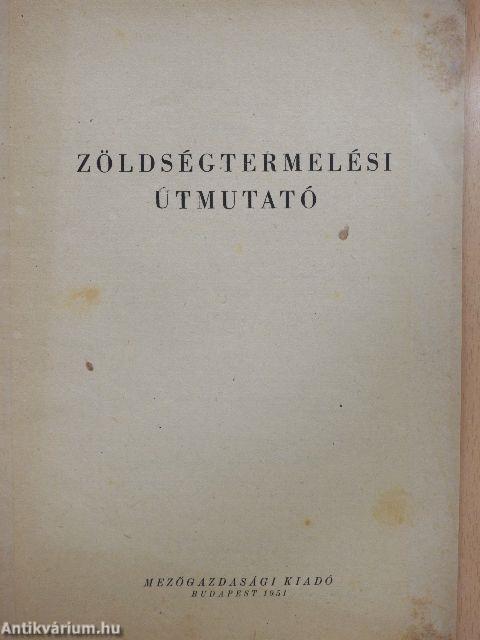 ZÖLDSÉGTERMELÉSI
ÚTMUTATÓ
MEZŐGAZDASÁGI KIADÓ
BUDAPEST 1951
Antikvárium.hu